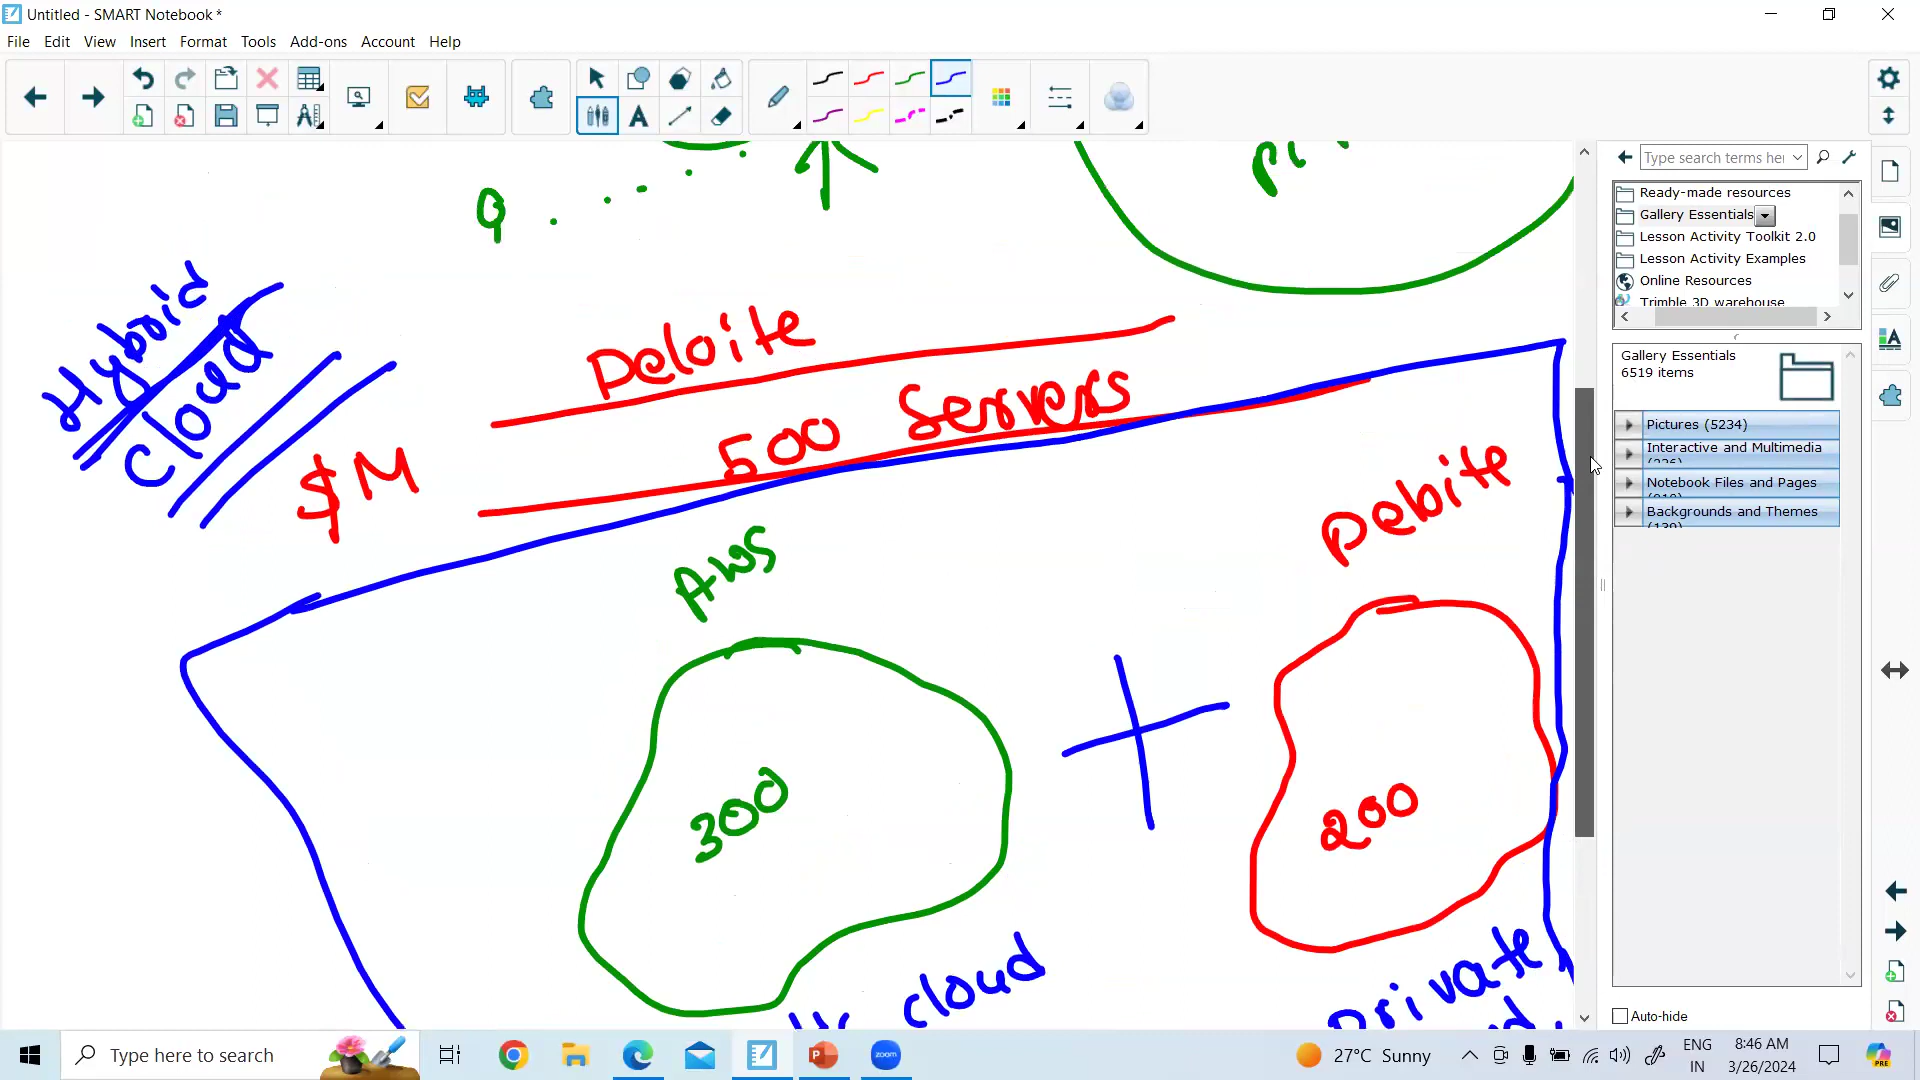 Untitled - SMART Notebook *
File Edit View Insert Format Tools Add-ons Account Help
Type search terms her
Ready-made resources
Gallery Essentials
Lesson Activity Toolkit 2.0
Lesson Activity Examples
Online Resources
Trimble 3D warehouse
Gallery Essentials
6519 items
Pictures (5234)
Interactive and Multimedia
Notebook Files and Pages
Backgrounds and Themes
Auto-hide
Hybrid
Cloud
Deloite
500 Servers
$M
AWS
Deloite
300
200
cloud
private
Type here to search
zoom
27°C Sunny
ENG
IN
8:46 AM
3/26/2024
PRE